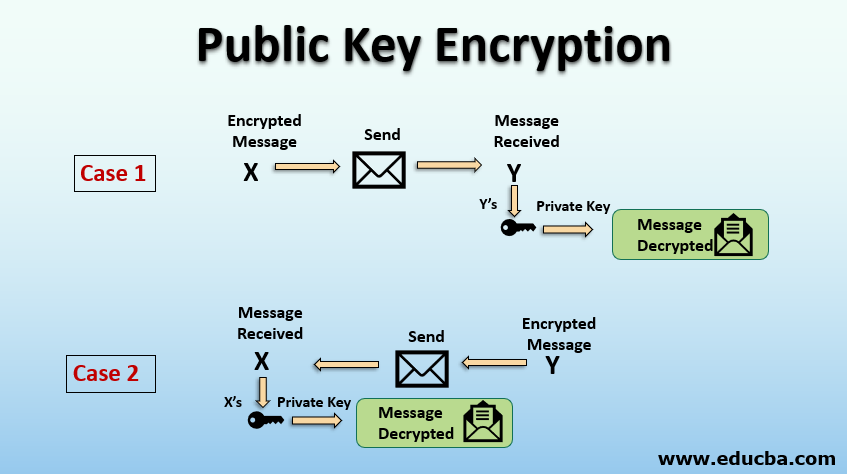 Public Key Encryption
Case 1
Encrypted
Message
X
Send
Message
Received
Y
Y's
Private Key
Message
Decrypted
Case 2
Message
Received
X
Send
Encrypted
Message
Y
X's
Private Key
Message
Decrypted
www.educba.com